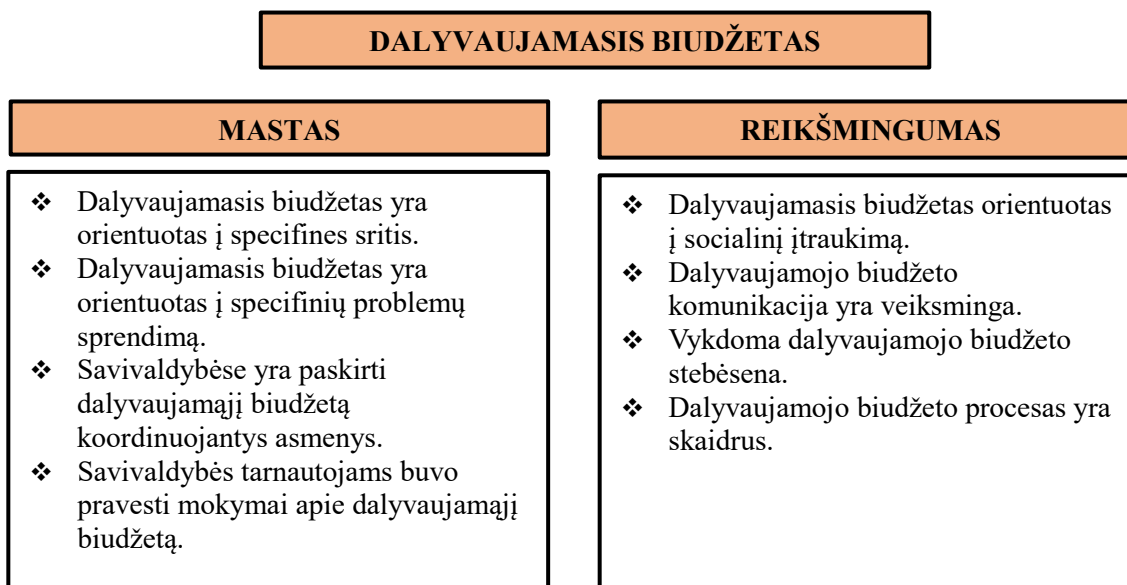 DALYVAUJAMASIS BIUDŽETAS
MASTAS
❖ Dalyvaujamasis biudžetas yra
orientuotas į specifines sritis.
❖ Dalyvaujamasis biudžetas yra
orientuotas į specifinių problemų
sprendimą.
❖ Savivaldybėse yra paskirti
dalyvaujamąjį biudžetą
koordinuojantys asmenys.
❖ Savivaldybės tarnautojams buvo
pravesti mokymai apie dalyvaujamąjį
biudžetą.
REIKŠMINGUMAS
❖ Dalyvaujamasis biudžetas orientuotas
į socialinį įtraukimą.
❖ Dalyvaujamojo biudžeto
komunikacija yra veiksminga.
❖ Vykdoma dalyvaujamojo biudžeto
stebėsena.
❖ Dalyvaujamojo biudžeto procesas yra
skaidrus.